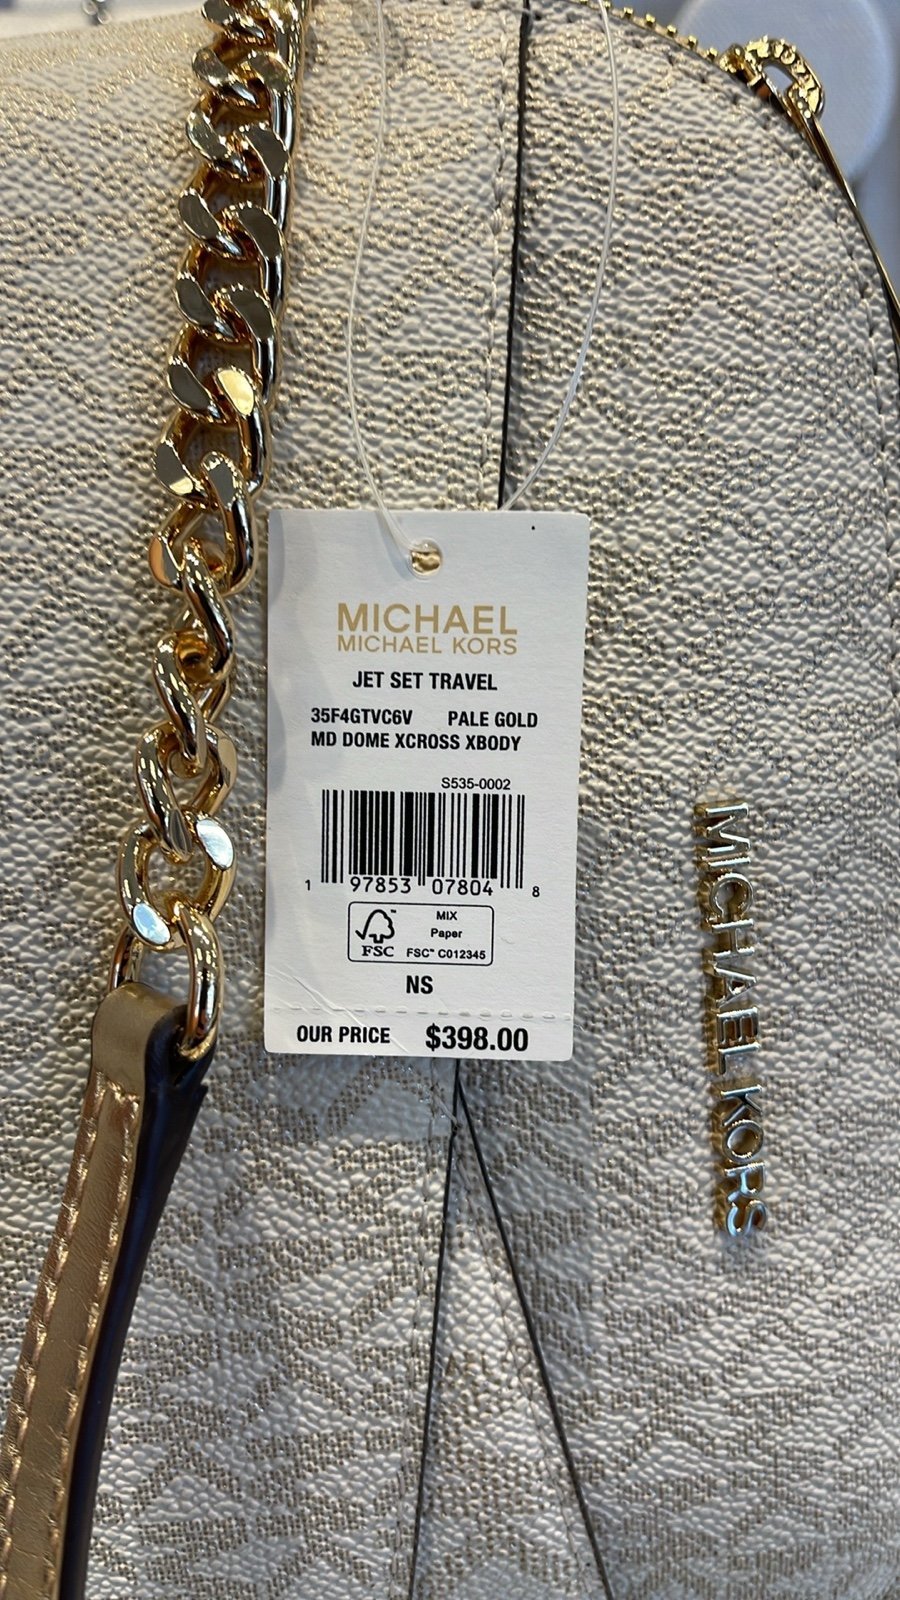 MICHAEL
MICHAEL KORS
JET SET TRAVEL
35F4GTVC6V PALE GOLD
MD DOME XCROSS XBODY
S535-0002
1 97853 07804 8
FSC
MIX
Paper
FSC™ C012345
NS
OUR PRICE $398.00
MICHAEL KORS